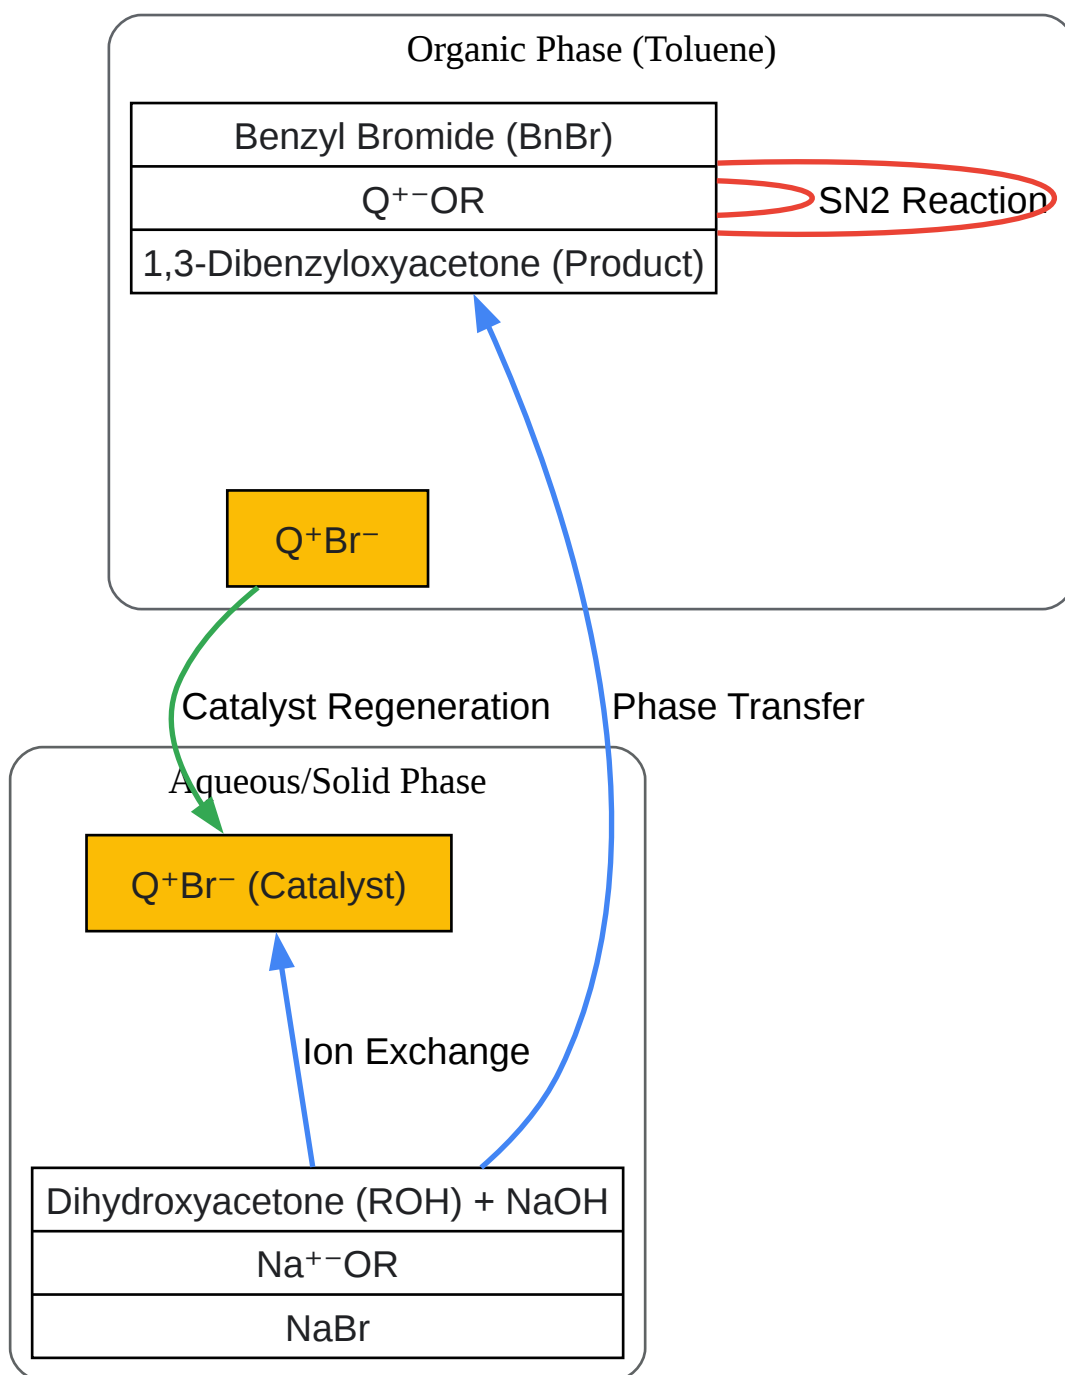 Organic Phase (Toluene)
Benzyl Bromide (BnBr)
Q⁺⁻OR
SN2 Reaction
1,3-Dibenzyloxyacetone (Product)
Q⁺Br⁻
Catalyst Regeneration
Phase Transfer
Aqueous/Solid Phase
Q⁺Br⁻ (Catalyst)
Ion Exchange
Dihydroxyacetone (ROH) + NaOH
Na⁺⁻OR
NaBr